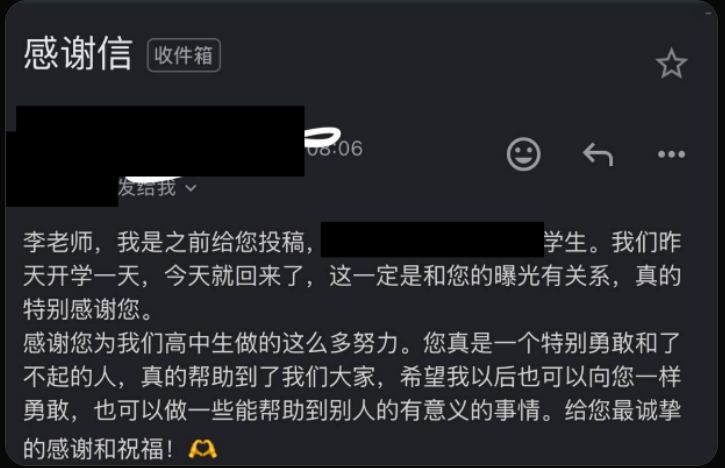 感谢信 收件箱
08:06
发给我
李老师，我是之前给您投稿，学生。我们昨
天开学一天，今天就回来了，这一定是和您的曝光有关系，真的
特别感谢您。
感谢您为我们高中生做的这么多努力。您真是一个特别勇敢和了
不起的人，真的帮助到了我们大家，希望我以后也可以向您一样
勇敢，也可以做一些能帮助到别人的有意义的事情。给您最诚挚
的感谢和祝福！🫶